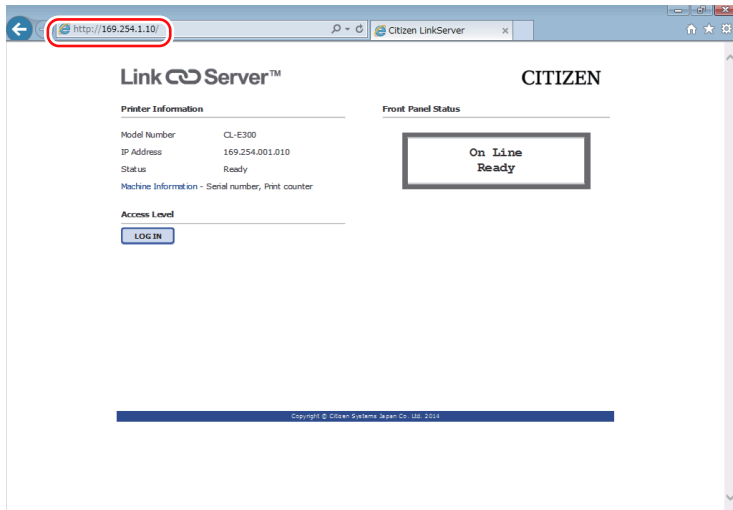 http://169.254.1.10/
Citizen LinkServer
Link Server™
CITIZEN
Printer Information
Model Number CL-E300
IP Address 169.254.001.010
Status Ready
Machine Information - Serial number, Print counter
Access Level
LOG IN
Front Panel Status
On Line
Ready
Copyright © Citizen Systems Japan Co. Ltd. 2014